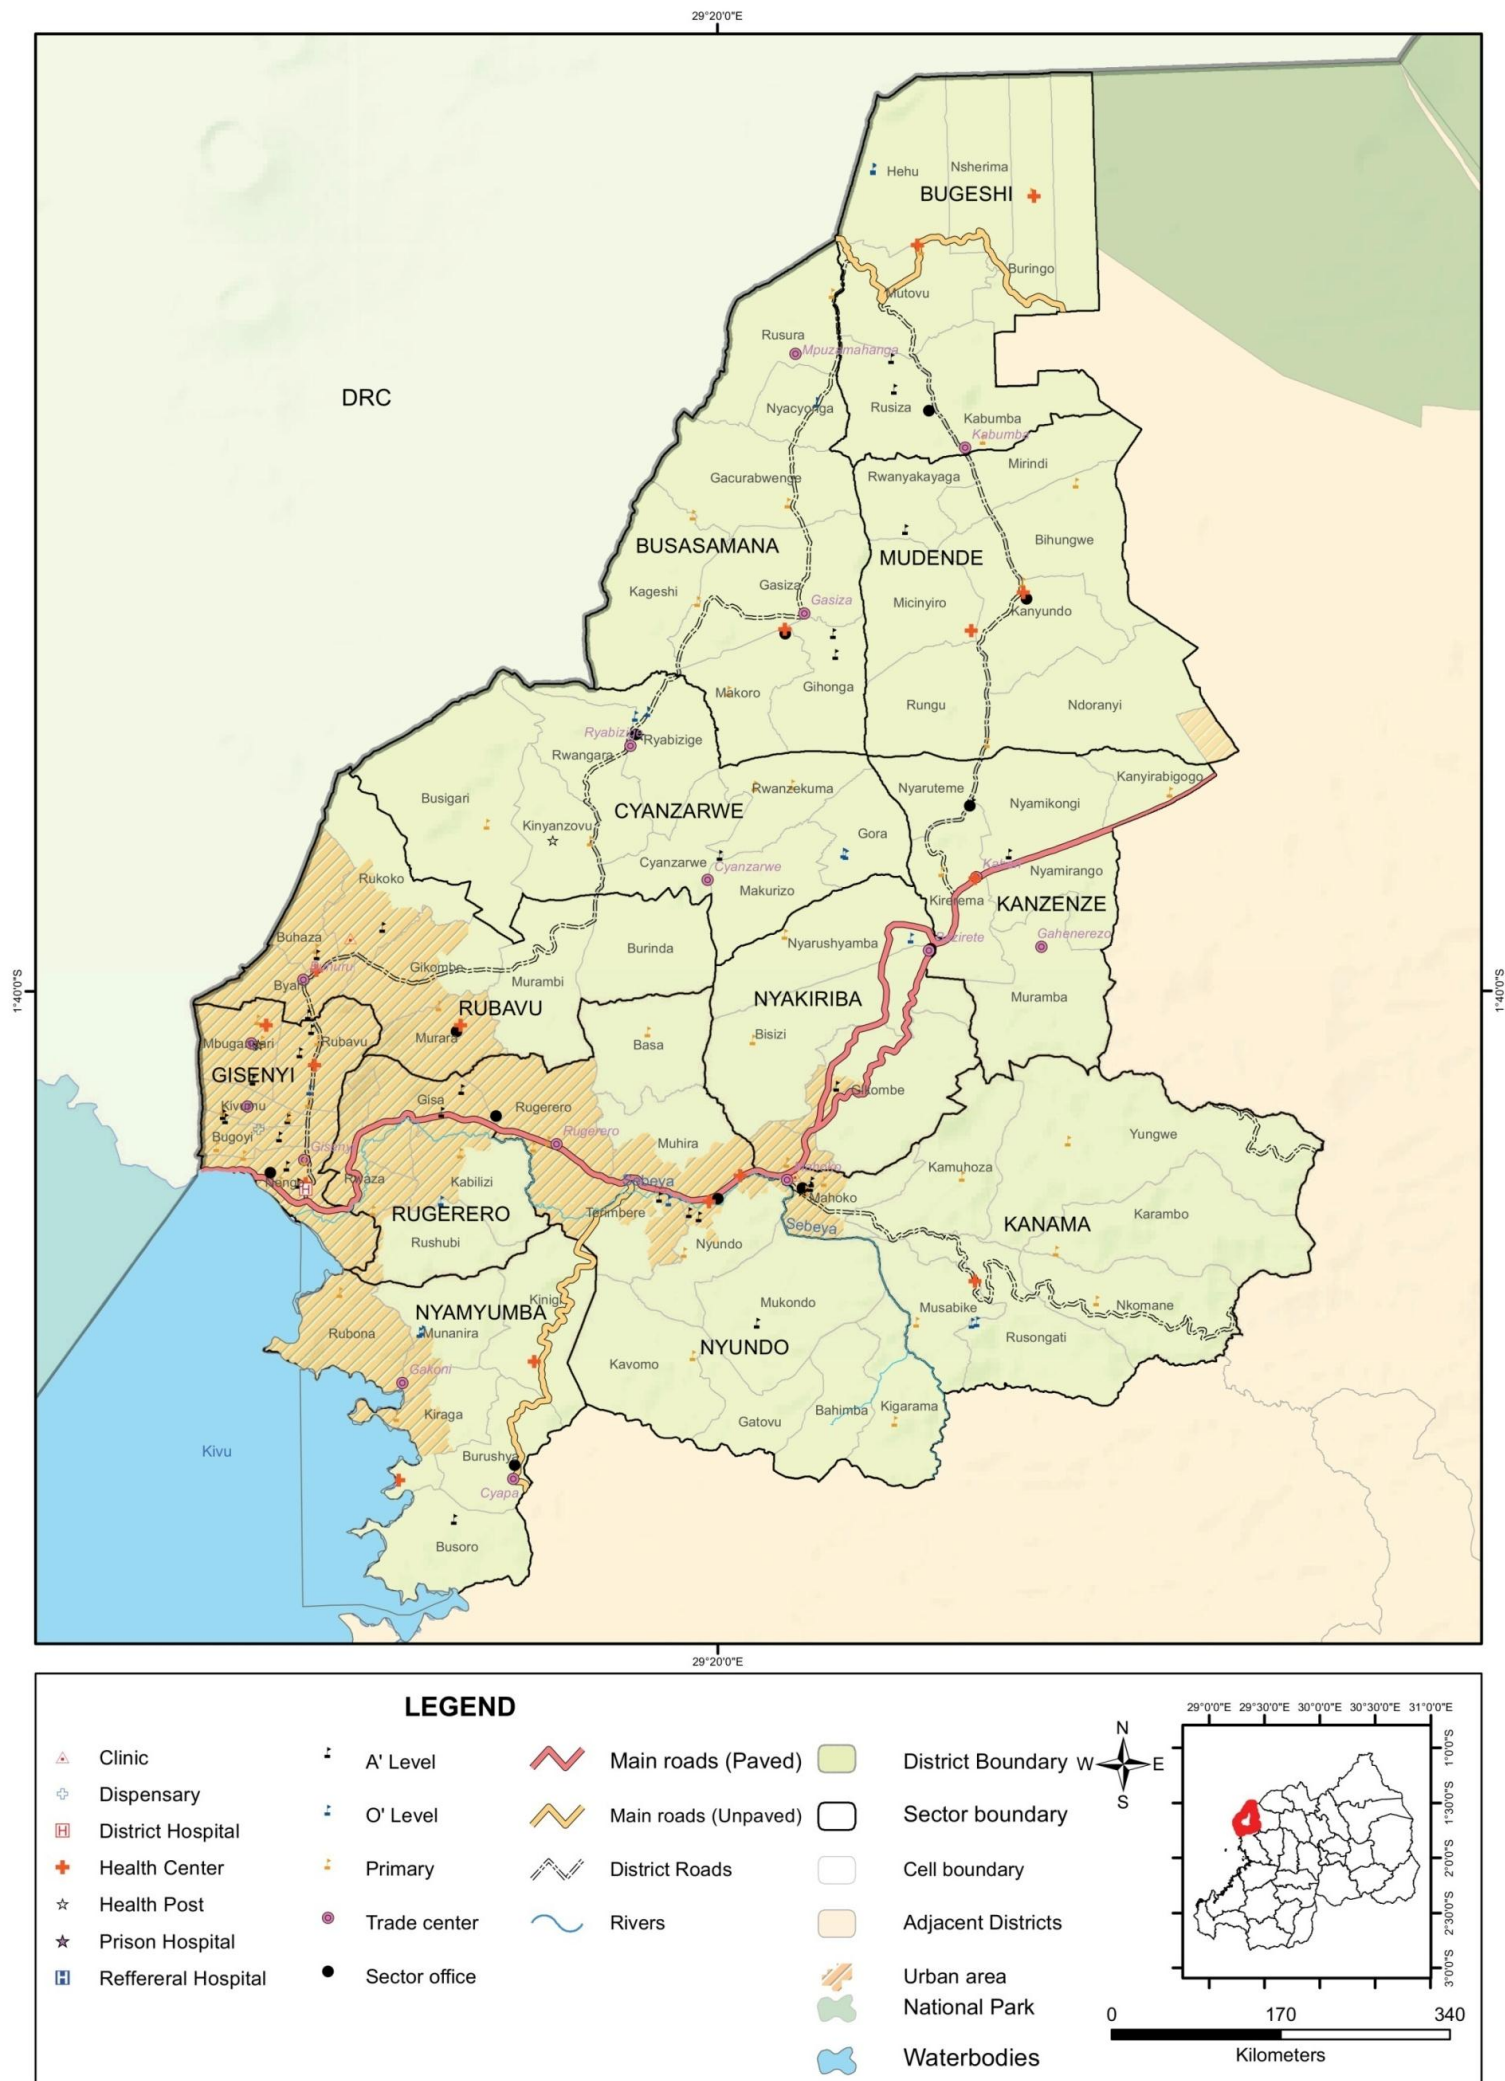 29°20'0"E
Hehu
Nsherima
BUGESHI
Buringo
Mutovu
Rusura
Mpuzamahanga
DRC
Nyacyonga
Rusiza
Kabumba
Kabumba
Mirindi
Gacurabwenge
Rwanyakayaga
Bihungwe
BUSASAMANA
MUDENDE
Kageshi
Gasiza
Gasiza
Micinyiro
Kanyundo
Makoro
Gihonga
Rungu
Ndoranyi
Ryabizige
Ryabizige
Rwangara
Busigari
Rwanzekuma
Nyaruteme
Kanyirabigogo
Nyamikongi
CYANZARWE
Kinyanzovu
Gora
Cyanzarwe
Cyanzarwe
Makurizo
Nyamirango
Rukoko
Kirerema
KANZENZE
Buhaza
Burinda
Nyarushyamba
Gahenerezo
Gikombe
Murambi
1°40'0"S
1°40'0"S
RUBAVU
NYAKIRIBA
Muramba
Murara
Basa
Bisizi
Rubavu
GISENYI
Gikombe
Gisa
Rugerero
Kivumu
Bugoyi
Rugerero
Muhira
Yungwe
Kamuhoza
Rwaza
Kabilizi
Sebeya
Mahoko
Terimbere
RUGERERO
Sebeya
KANAMA
Karambo
Rushubi
Nyundo
NYAMYUMBA
Mukondo
Musabike
Nkomane
Rubona
Munanira
Rusongati
NYUNDO
Kavomo
Gakoni
Kiraga
Gatovu
Bahimba
Kigarama
Kivu
Burushya
Cyapa
Busoro
29°20'0"E
LEGEND
Clinic
Dispensary
District Hospital
Health Center
Health Post
Prison Hospital
Reffereral Hospital
A' Level
O' Level
Primary
Trade center
Sector office
Main roads (Paved)
Main roads (Unpaved)
District Roads
Rivers
District Boundary
Sector boundary
Cell boundary
Adjacent Districts
Urban area
National Park
Waterbodies
N
W
E
S
29°0'0"E 29°30'0"E 30°0'0"E 30°30'0"E 31°0'0"E
1°0'0"S
1°30'0"S
2°0'0"S
2°30'0"S
3°0'0"S
0 170 340
Kilometers